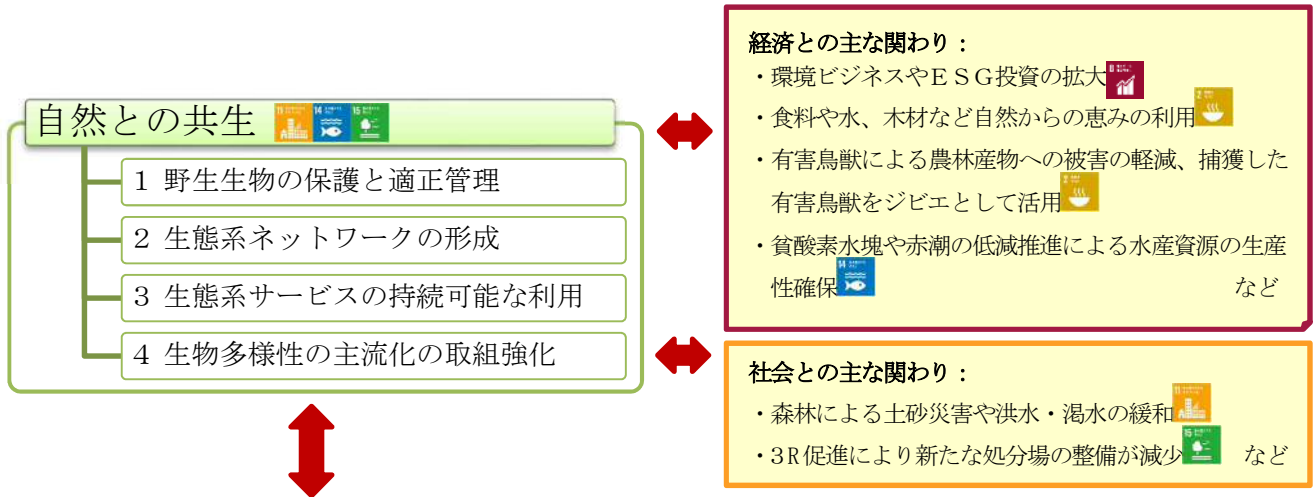 自然との共生
１ 野生生物の保護と適正管理
２ 生態系ネットワークの形成
３ 生態系サービスの持続可能な利用
４ 生物多様性の主流化の取組強化
経済との主な関わり：
・環境ビジネスやＥＳＧ投資の拡大
・食料や水、木材など自然からの恵みの利用
・有害鳥獣による農林産物への被害の軽減、捕獲した
有害鳥獣をジビエとして活用
・貧酸素水塊や赤潮の低減推進による水産資源の生産
性確保 など
社会との主な関わり：
・森林による土砂災害や洪水・渇水の緩和
・3R促進により新たな処分場の整備が減少 など